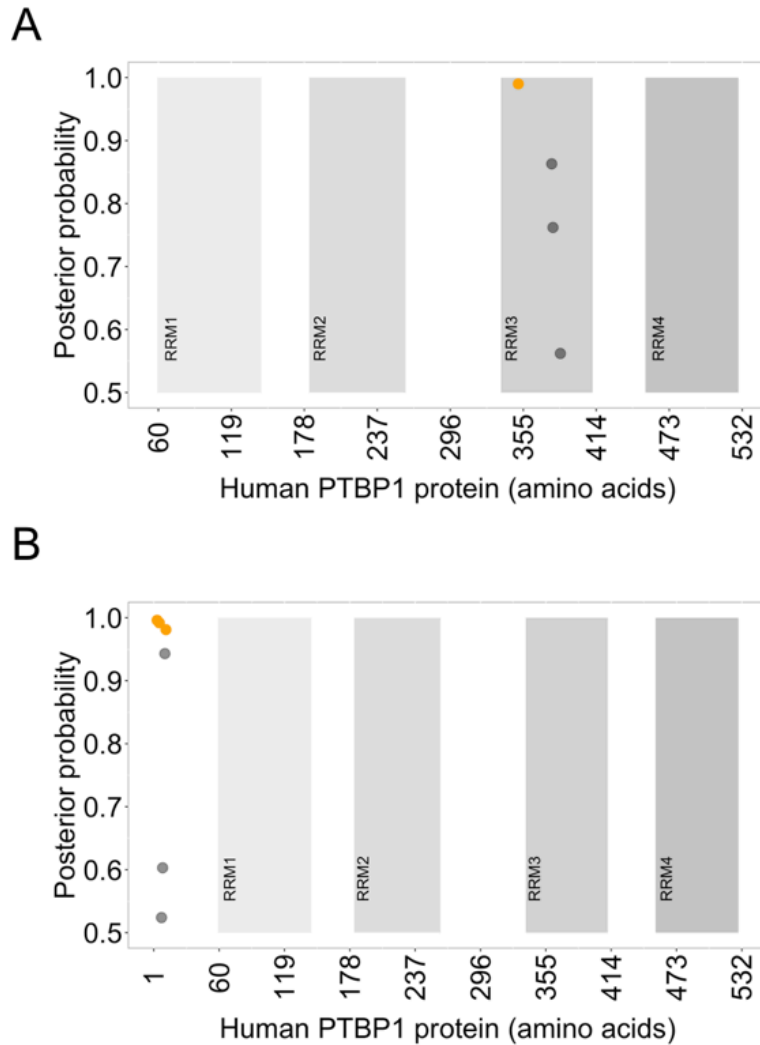 A
Posterior probability
1.0
0.9
0.8
0.7
0.6
0.5
RRM1
RRM2
RRM3
RRM4
60
119
178
237
296
355
414
473
532
Human PTBP1 protein (amino acids)
B
Posterior probability
1.0
0.9
0.8
0.7
0.6
0.5
RRM1
RRM2
RRM3
RRM4
1
60
119
178
237
296
355
414
473
532
Human PTBP1 protein (amino acids)